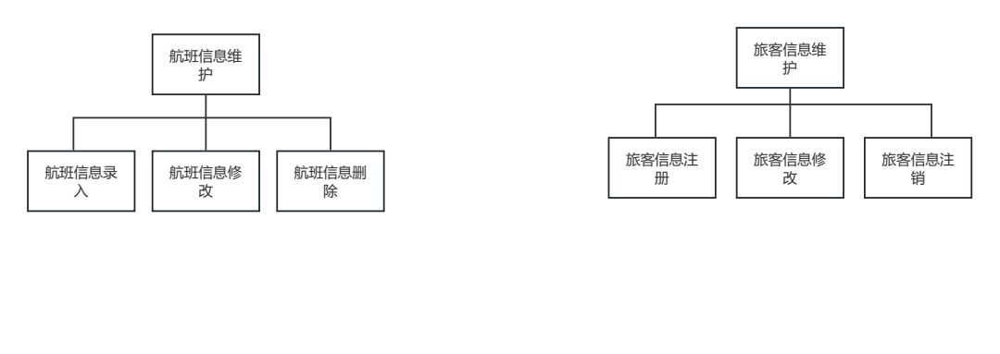 航班信息维
护
航班信息录
入
航班信息修
改
航班信息删
除
旅客信息维
护
旅客信息注
册
旅客信息修
改
旅客信息注
销